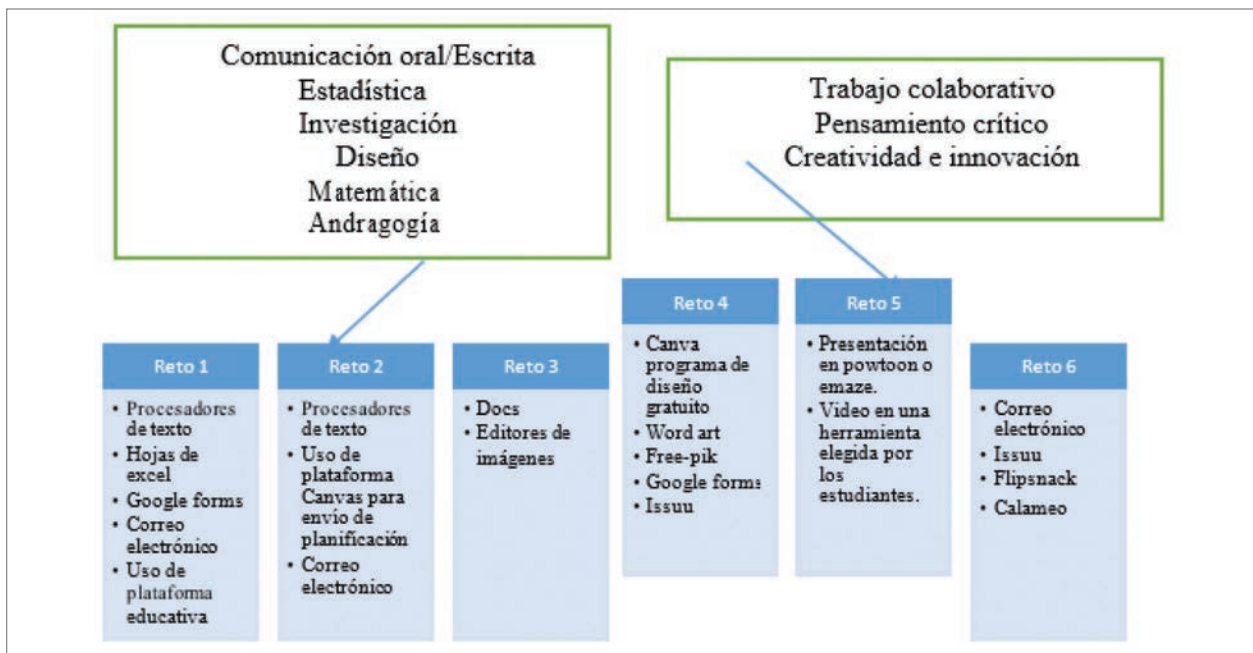 Comunicación oral/Escrita
Estadística
Investigación
Diseño
Matemática
Andragogía
Trabajo colaborativo
Pensamiento crítico
Creatividad e innovación
Reto 1
• Procesadores
de texto
• Hojas de
excel
• Google forms
• Correo
electrónico
• Uso de
plataforma
educativa
Reto 2
• Procesadores
de texto
• Uso de
plataforma
Canvas para
envío de
planificación
• Correo
electrónico
Reto 3
• Docs
• Editores de
imágenes
Reto 4
• Canva
programa de
diseño
gratuito
• Word art
• Free-pik
• Google forms
• Issuu
Reto 5
• Presentación
en powtoon o
emaze.
• Video en una
herramienta
elegida por
los
estudiantes.
Reto 6
• Correo
electrónico
• Issuu
• Flipsnack
• Calameo